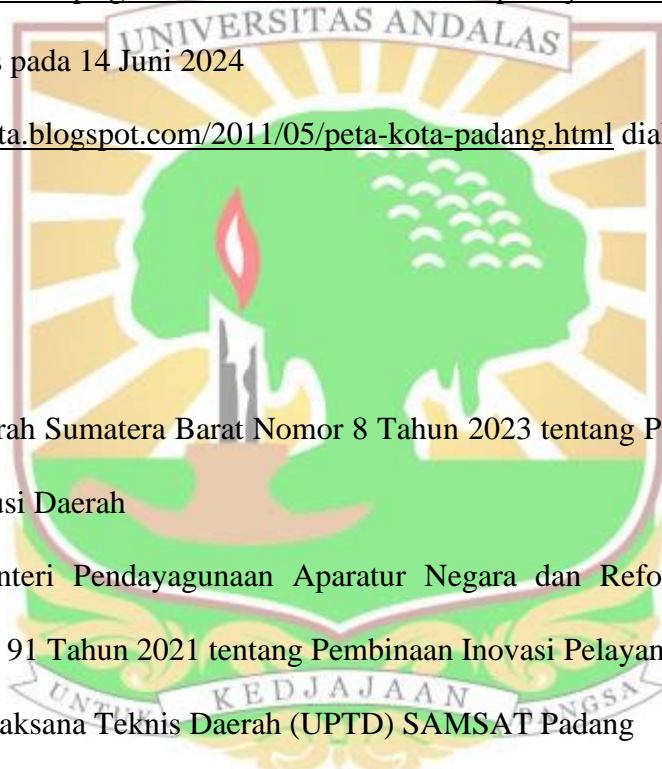 UNIVERSITAS ANDALAS
pada 14 Juni 2024
ta.blogspot.com/2011/05/peta-kota-padang.html
rah Sumatera Barat Nomor 8 Tahun 2023 tentang P
usi Daerah
nteri Pendayagunaan Aparatur Negara dan Refo
91 Tahun 2021 tentang Pembinaan Inovasi Pelayan
UNTUK KEDJAJAAN BANGSA
aksana Teknis Daerah (UPTD) SAMSAT Padang